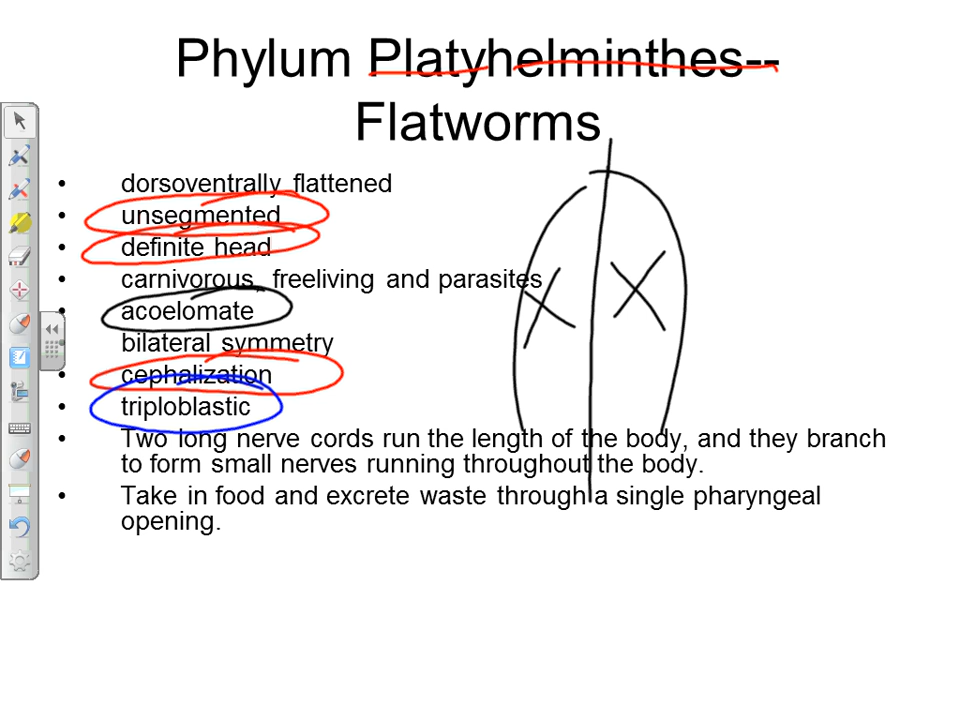 Phylum Platyhelminthes--
Flatworms
• dorsoventrally flattened
• unsegmented
• definite head
• carnivorous, freeliving and parasites
• acoelomate
bilateral symmetry
• cephalization
• triploblastic
• Two long nerve cords run the length of the body, and they branch
to form small nerves running throughout the body.
• Take in food and excrete waste through a single pharyngeal
opening.